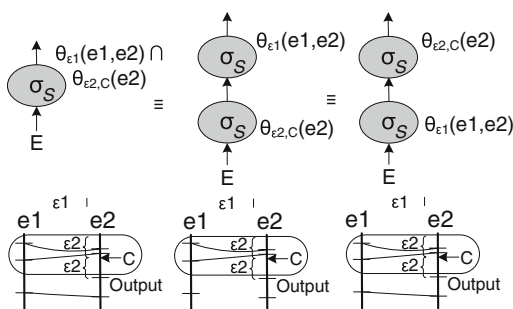 θε1(e1,e2) ∩
θε2,C(e2)
σS
E
≡
σS
θε1(e1,e2)
σS
θε2,C(e2)
E
≡
σS
θε2,C(e2)
σS
θε1(e1,e2)
E
ε1
e1 e2
ε2
ε2
C
Output
ε1
e1 e2
ε2
ε2
C
Output
ε1
e1 e2
ε2
ε2
C
Output